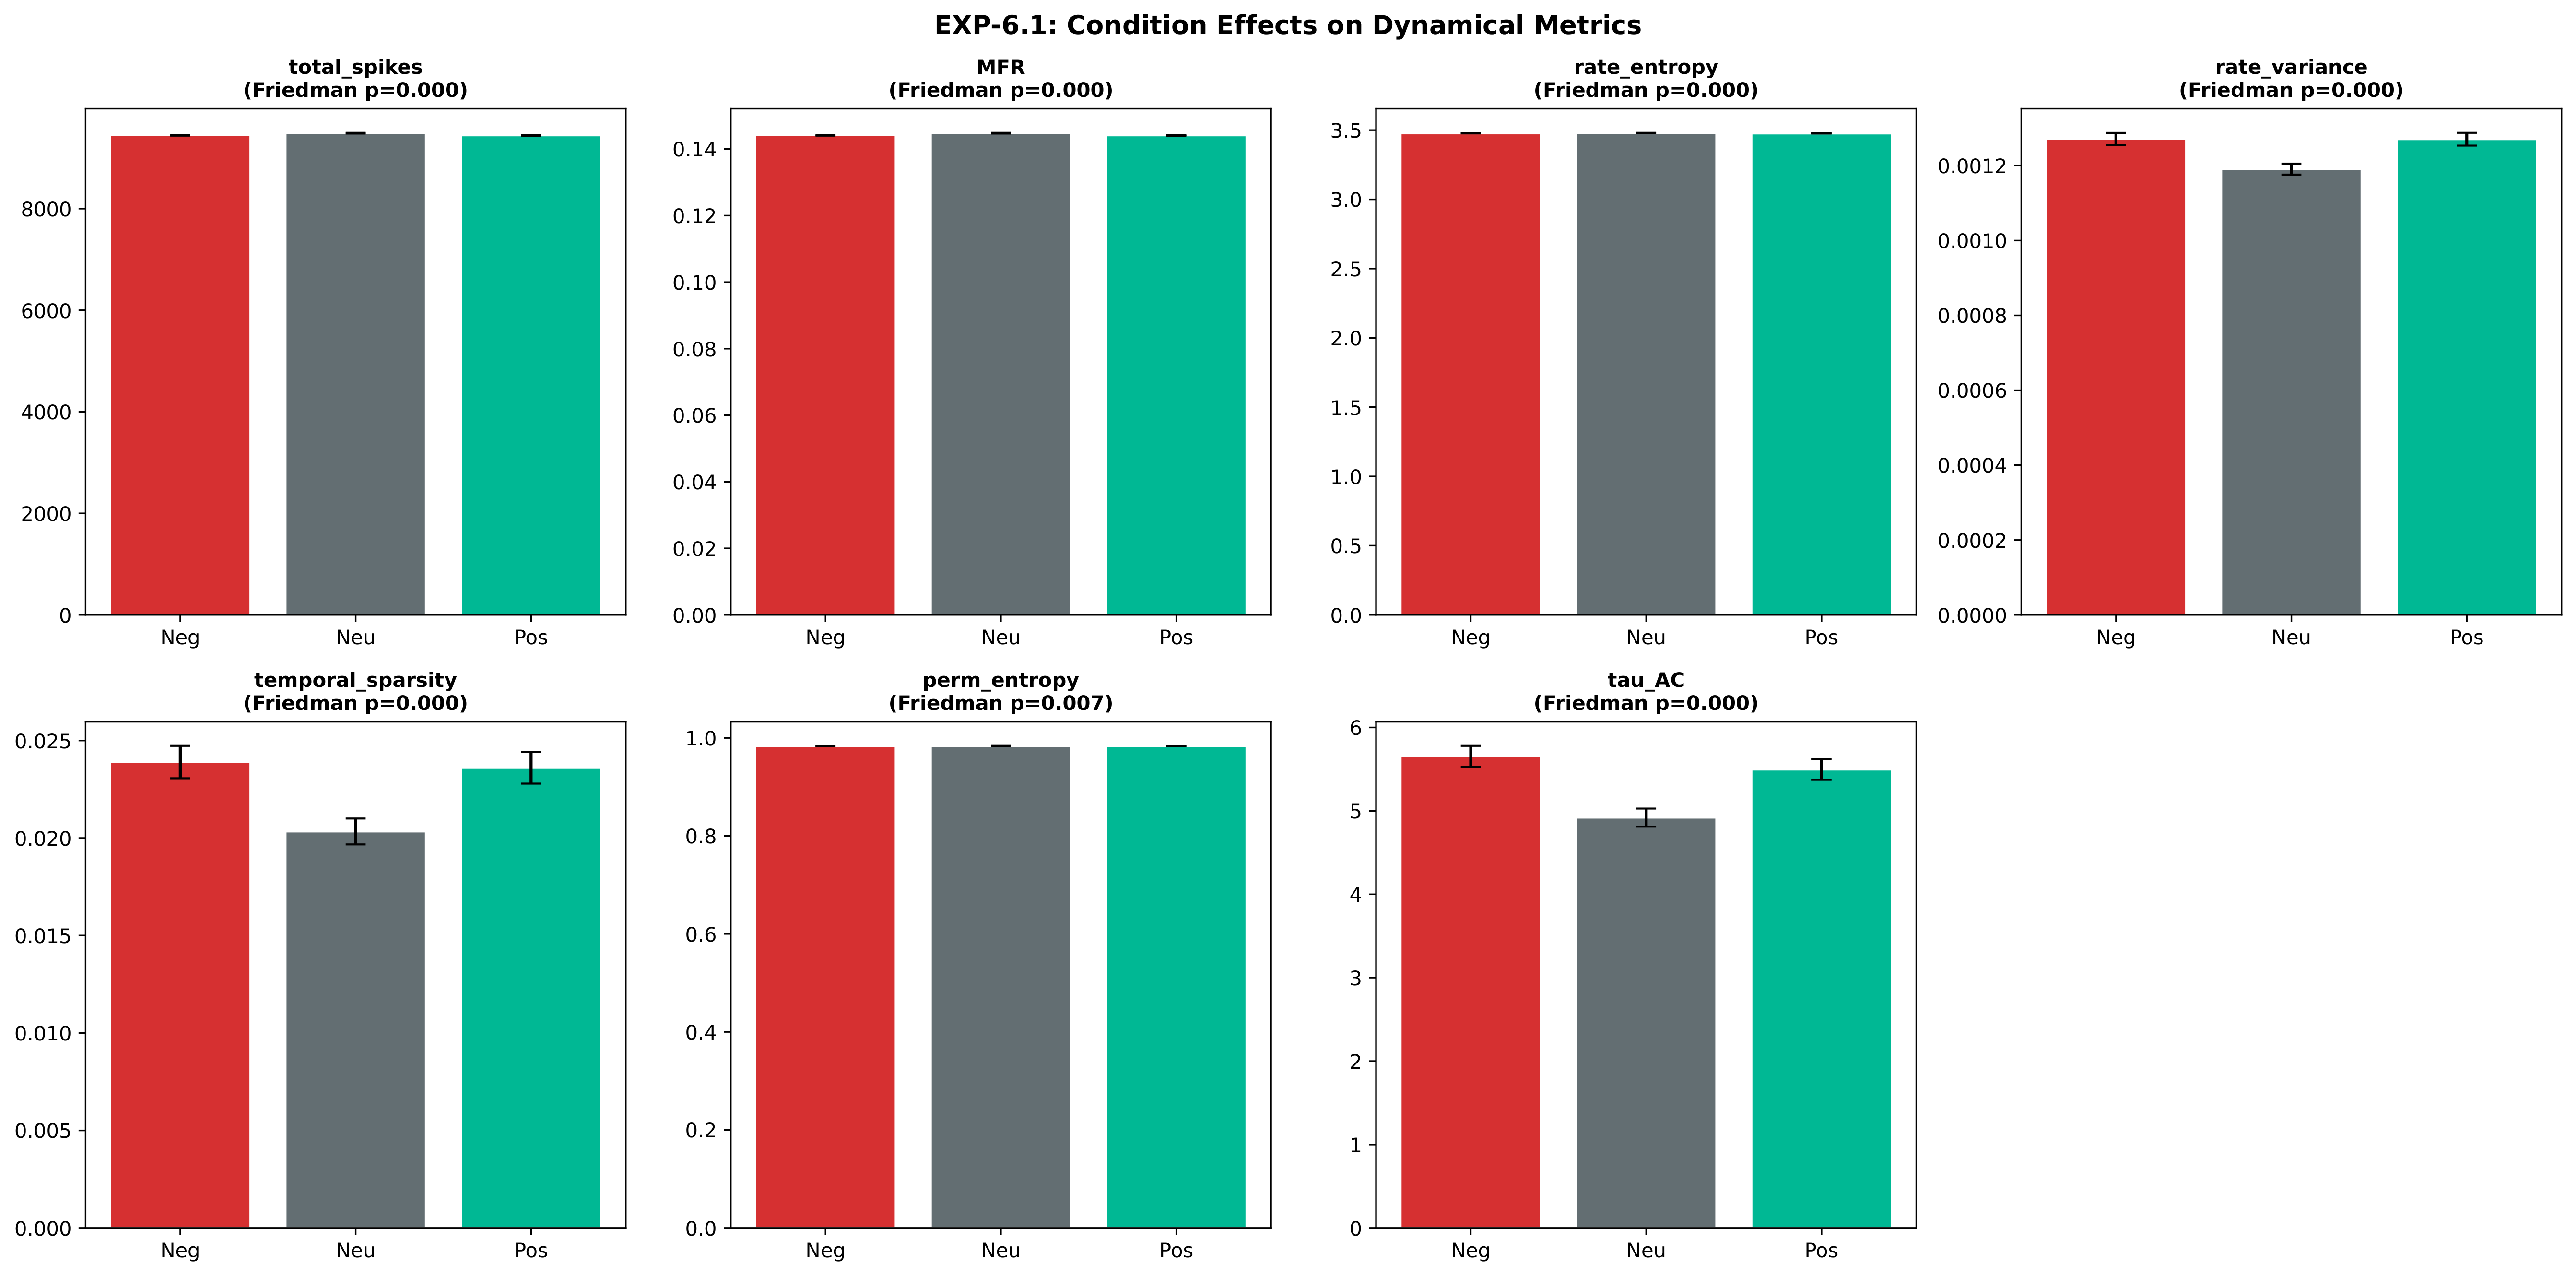 EXP-6.1: Condition Effects on Dynamical Metrics
total_spikes
(Friedman p=0.000)
8000
6000
4000
2000
0
Neg Neu Pos
MFR
(Friedman p=0.000)
0.14
0.12
0.10
0.08
0.06
0.04
0.02
0.00
Neg Neu Pos
rate_entropy
(Friedman p=0.000)
3.5
3.0
2.5
2.0
1.5
1.0
0.5
0.0
Neg Neu Pos
rate_variance
(Friedman p=0.000)
0.0012
0.0010
0.0008
0.0006
0.0004
0.0002
0.0000
Neg Neu Pos
temporal_sparsity
(Friedman p=0.000)
0.025
0.020
0.015
0.010
0.005
0.000
Neg Neu Pos
perm_entropy
(Friedman p=0.007)
1.0
0.8
0.6
0.4
0.2
0.0
Neg Neu Pos
tau_AC
(Friedman p=0.000)
6
5
4
3
2
1
0
Neg Neu Pos